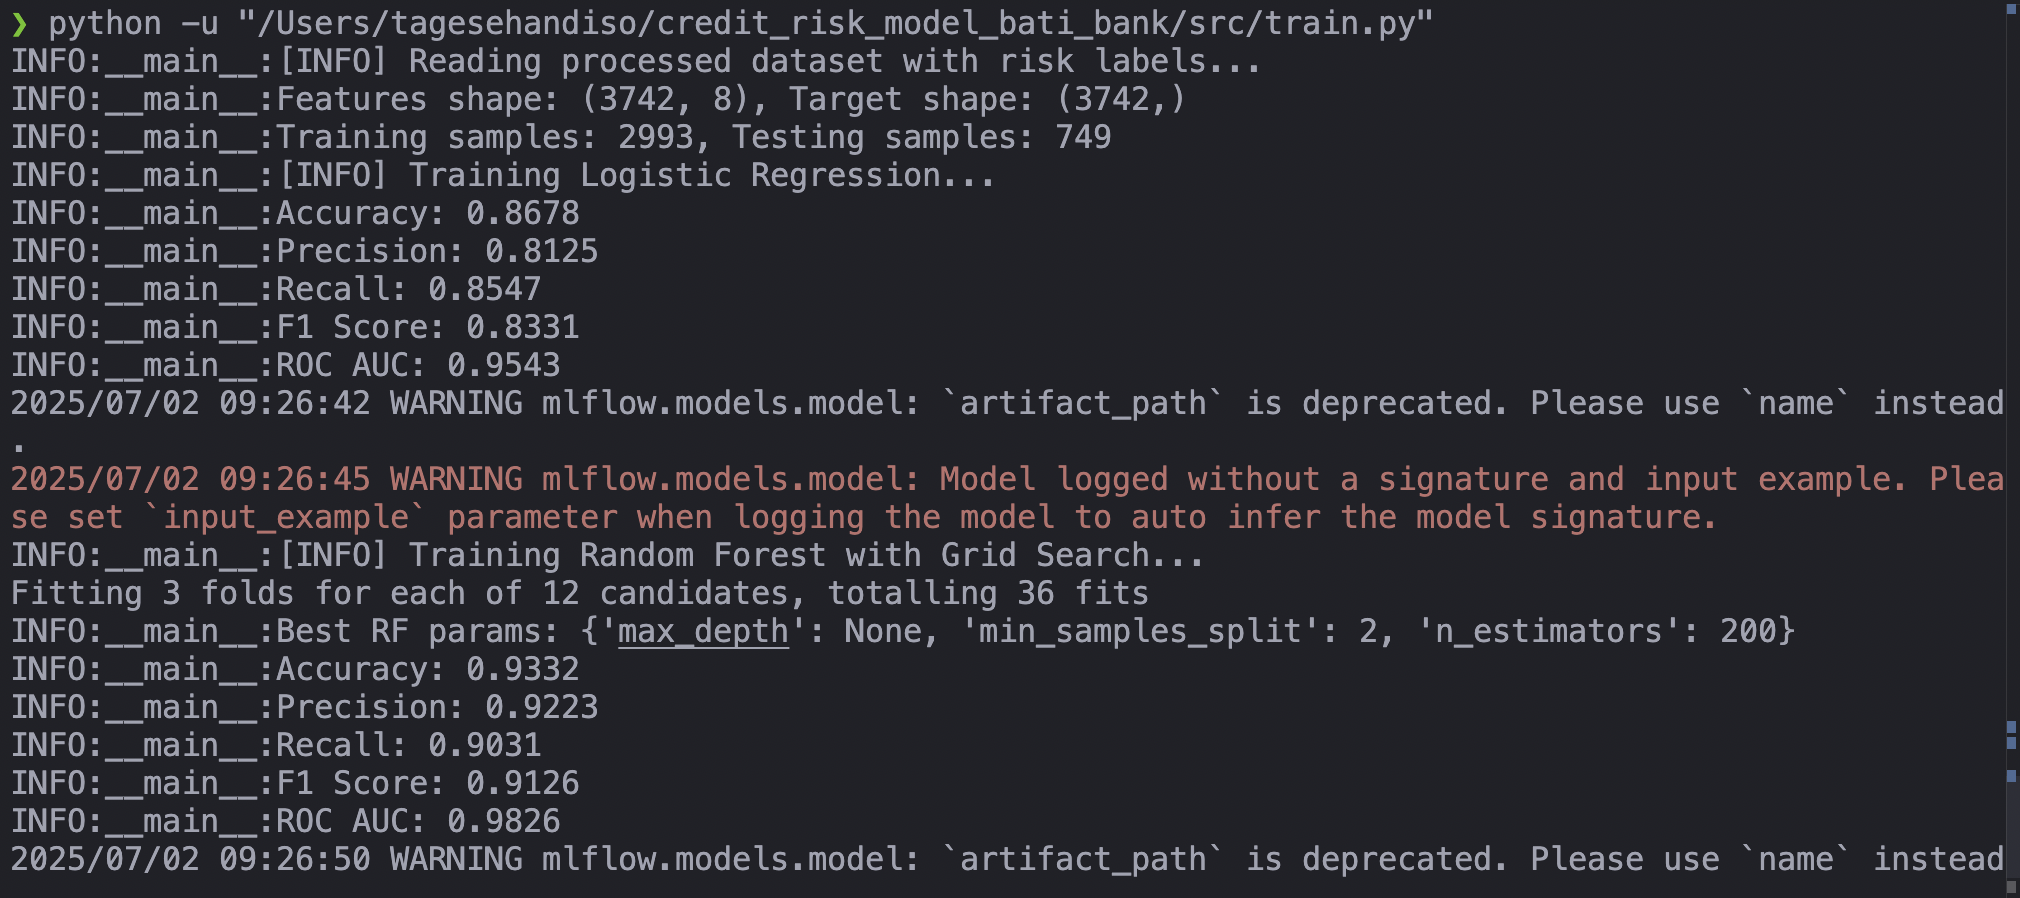 ❯ python -u "/Users/tagesehandiso/credit_risk_model_bati_bank/src/train.py"
INFO:__main__:[INFO] Reading processed dataset with risk labels...
INFO:__main__:Features shape: (3742, 8), Target shape: (3742,)
INFO:__main__:Training samples: 2993, Testing samples: 749
INFO:__main__:[INFO] Training Logistic Regression...
INFO:__main__:Accuracy: 0.8678
INFO:__main__:Precision: 0.8125
INFO:__main__:Recall: 0.8547
INFO:__main__:F1 Score: 0.8331
INFO:__main__:ROC AUC: 0.9543
2025/07/02 09:26:42 WARNING mlflow.models.model: `artifact_path` is deprecated. Please use `name` instead
.
2025/07/02 09:26:45 WARNING mlflow.models.model: Model logged without a signature and input example. Plea
se set `input_example` parameter when logging the model to auto infer the model signature.
INFO:__main__:[INFO] Training Random Forest with Grid Search...
Fitting 3 folds for each of 12 candidates, totalling 36 fits
INFO:__main__:Best RF params: {'max_depth': None, 'min_samples_split': 2, 'n_estimators': 200}
INFO:__main__:Accuracy: 0.9332
INFO:__main__:Precision: 0.9223
INFO:__main__:Recall: 0.9031
INFO:__main__:F1 Score: 0.9126
INFO:__main__:ROC AUC: 0.9826
2025/07/02 09:26:50 WARNING mlflow.models.model: `artifact_path` is deprecated. Please use `name` instead